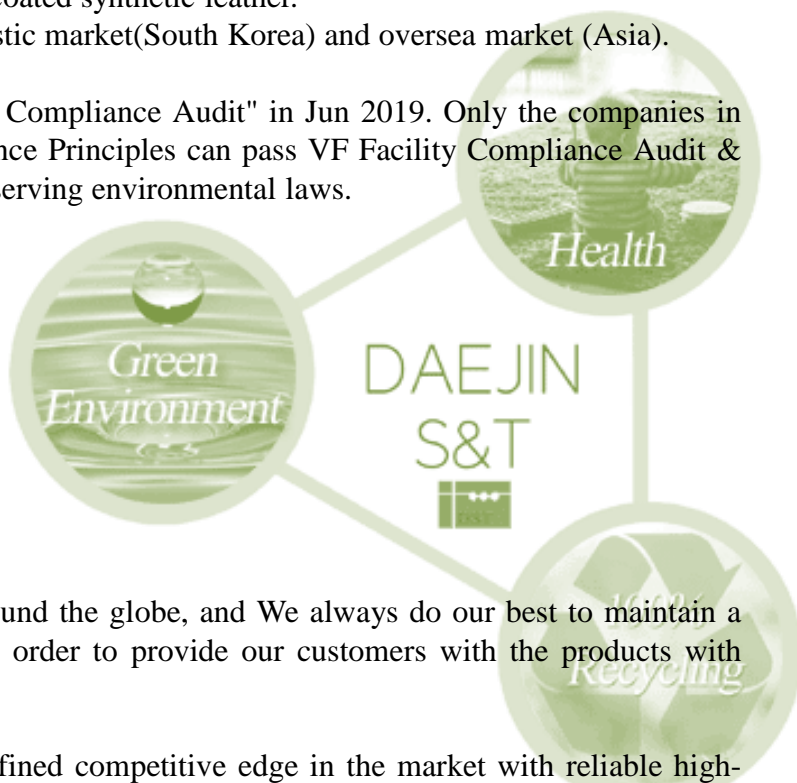 coated synthetic leather.
stic market(South Korea) and oversea market (Asia).
Compliance Audit" in Jun 2019. Only the companies in
nce Principles can pass VF Facility Compliance Audit &
serving environmental laws.
Health
Green
Environment
DAEJIN
S&T
und the globe, and We always do our best to maintain a
order to provide our customers with the products with
100%
Recycling
fined competitive edge in the market with reliable high-